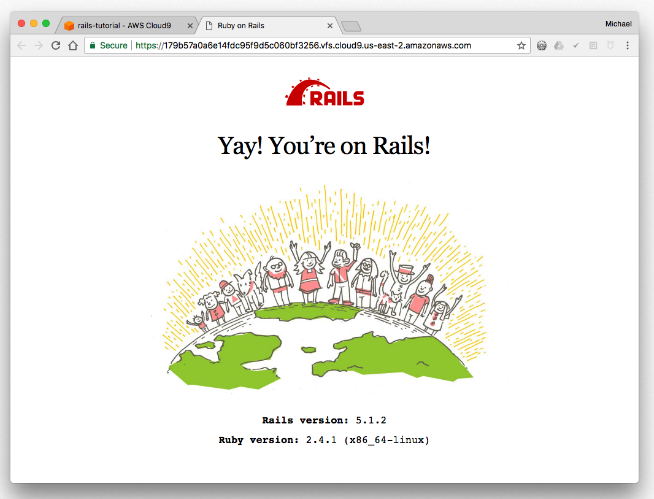 rails-tutorial - AWS Cloud9
Ruby on Rails
Michael
Secure
https://179b57a0a6e14fdc95f9d5c060bf3256.vfs.cloud9.us-east-2.amazonaws.com
RAILS
Yay! You’re on Rails!
Rails version: 5.1.2
Ruby version: 2.4.1 (x86_64-linux)